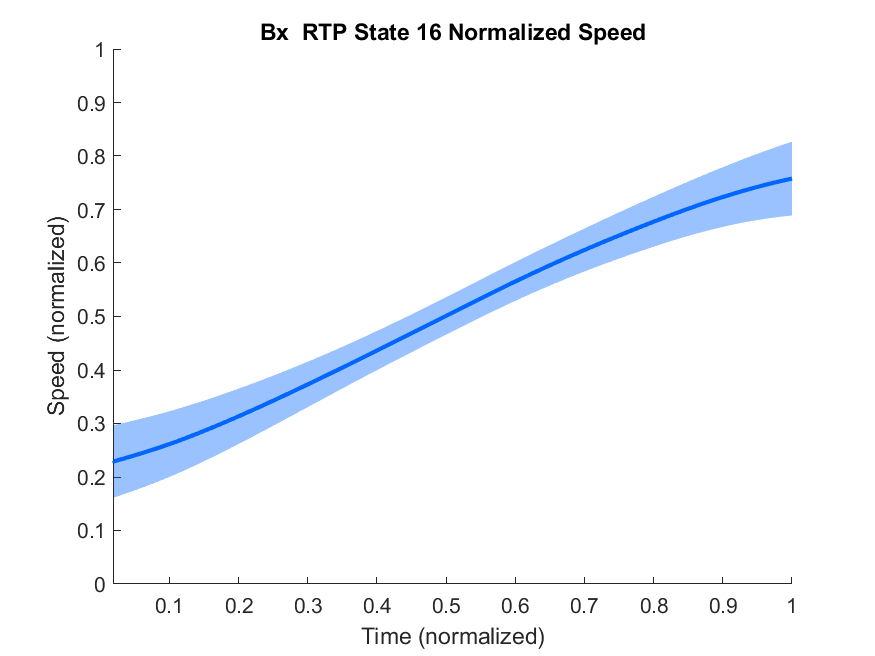 Bx  RTP State 16 Normalized Speed
1
0.9
0.8
0.7
0.6
0.5
0.4
0.3
0.2
0.1
0
Speed (normalized)
0.1 0.2 0.3 0.4 0.5 0.6 0.7 0.8 0.9 1
Time (normalized)